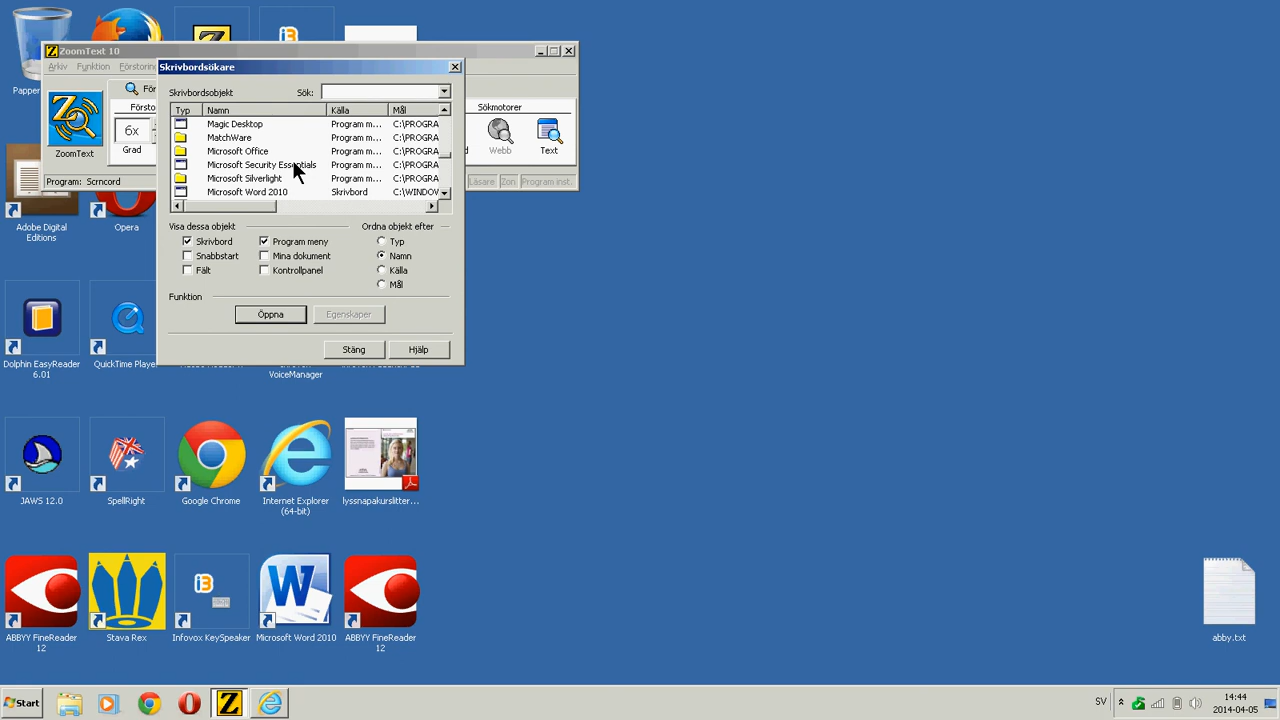 ZoomText 10
Arkiv Funktion Förstoring
Skrivbordsökare
Skrivbordsobjekt Sök:
Typ Namn Källa Mål
Magic Desktop Program m... C:\PROGRA
MatchWare Program m... C:\PROGRA
Microsoft Office Program m... C:\PROGRA
Microsoft Security Essentials Program m... C:\PROGRA
Microsoft Silverlight Program m... C:\PROGRA
Microsoft Word 2010 Skrivbord C:\WINDOW
Visa dessa objekt Ordna objekt efter
Skrivbord Program meny Typ
Snabbstart Mina dokument Namn
Fält Kontrollpanel Källa
Mål
Funktion
Öppna Egenskaper
Stäng Hjälp
För
Försto
6x
Grad
ZoomText
Program: Scrncord
Sökmotorer
Webb Text
Läsare Zon Program inst.
Papper
Adobe Digital
Editions
Opera
Dolphin EasyReader
6.01
QuickTime Player
VoiceManager
JAWS 12.0
SpellRight
Google Chrome
Internet Explorer
(64-bit)
lyssnapakurslitter...
ABBYY FineReader
12
Stava Rex
Infovox KeySpeaker
Microsoft Word 2010
ABBYY FineReader
12
abby.txt
Start
SV
14:44
2014-04-05